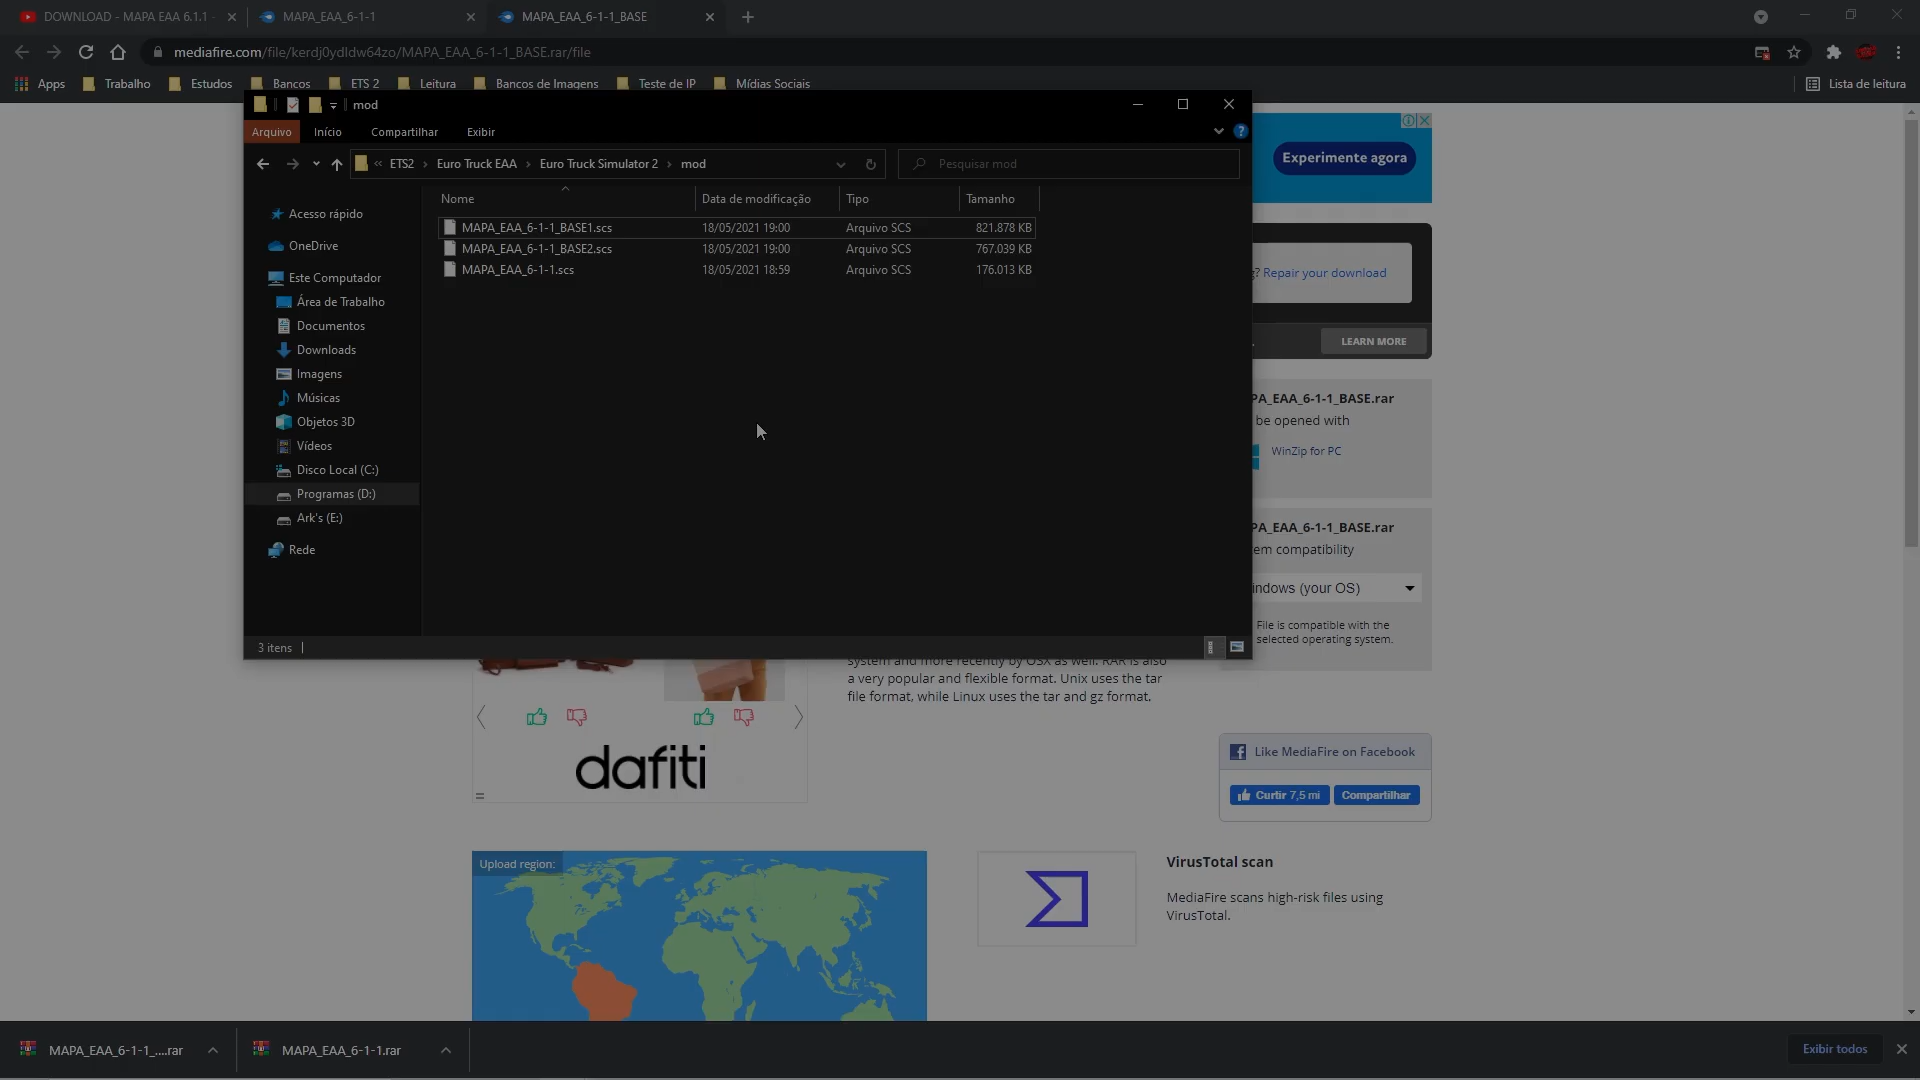 DOWNLOAD - MAPA EAA 6.1.1 -
MAPA_EAA_6-1-1
MAPA_EAA_6-1-1_BASE
mediafire.com/file/kerdj0ydldw64zo/MAPA_EAA_6-1-1_BASE.rar/file
Apps
Trabalho
Estudos
Bancos
ETS 2
Leitura
Bancos de Imagens
Teste de IP
Mídias Sociais
Lista de leitura
mod
Arquivo
Início
Compartilhar
Exibir
« ETS2 > Euro Truck EAA > Euro Truck Simulator 2 > mod
Pesquisar mod
Nome
Data de modificação
Tipo
Tamanho
MAPA_EAA_6-1-1_BASE1.scs 18/05/2021 19:00 Arquivo SCS 821.878 KB
MAPA_EAA_6-1-1_BASE2.scs 18/05/2021 19:00 Arquivo SCS 767.039 KB
MAPA_EAA_6-1-1.scs 18/05/2021 18:59 Arquivo SCS 176.013 KB
Acesso rápido
OneDrive
Este Computador
Área de Trabalho
Documentos
Downloads
Imagens
Músicas
Objetos 3D
Vídeos
Disco Local (C:)
Programas (D:)
Ark's (E:)
Rede
3 itens
Experimente agora
? Repair your download
LEARN MORE
PA_EAA_6-1-1_BASE.rar
be opened with
WinZip for PC
PA_EAA_6-1-1_BASE.rar
em compatibility
indows (your OS)
File is compatible with the
selected operating system.
system and more recently by OSX as well. RAR is also
a very popular and flexible format. Unix uses the tar
file format, while Linux uses the tar and gz format.
dafiti
Like MediaFire on Facebook
Curtir 7,5 mi
Compartilhar
Upload region:
VirusTotal scan
MediaFire scans high-risk files using
VirusTotal.
MAPA_EAA_6-1-1_....rar
MAPA_EAA_6-1-1.rar
Exibir todos